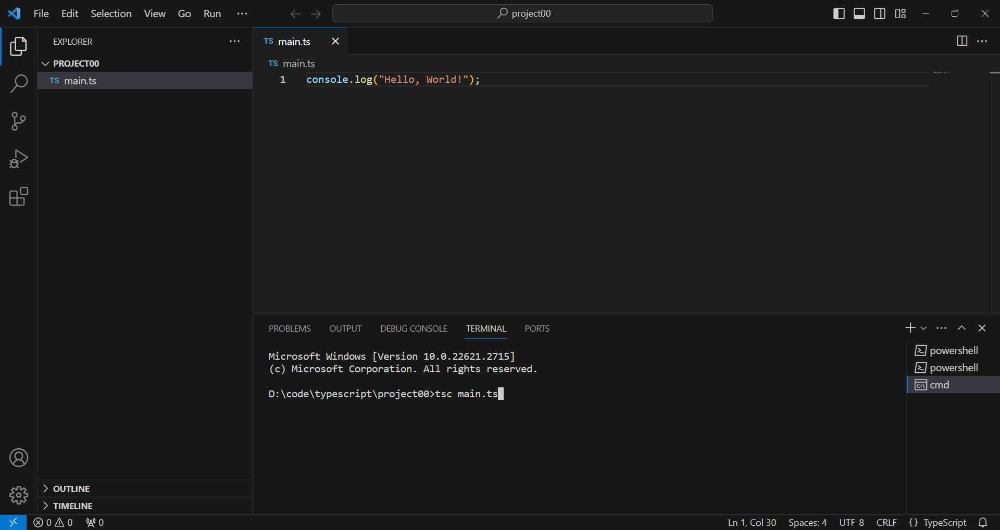 File Edit Selection View Go Run ··· project00
EXPLORER ···
PROJECT00
TS main.ts
TS main.ts
TS main.ts
1 console.log("Hello, World!");
PROBLEMS OUTPUT DEBUG CONSOLE TERMINAL PORTS
Microsoft Windows [Version 10.0.22621.2715]
(c) Microsoft Corporation. All rights reserved.
D:\code\typescript\project00>tsc main.ts
powershell
powershell
cmd
OUTLINE
TIMELINE
0 0 0 Ln 1, Col 30 Spaces: 4 UTF-8 CRLF {} TypeScript